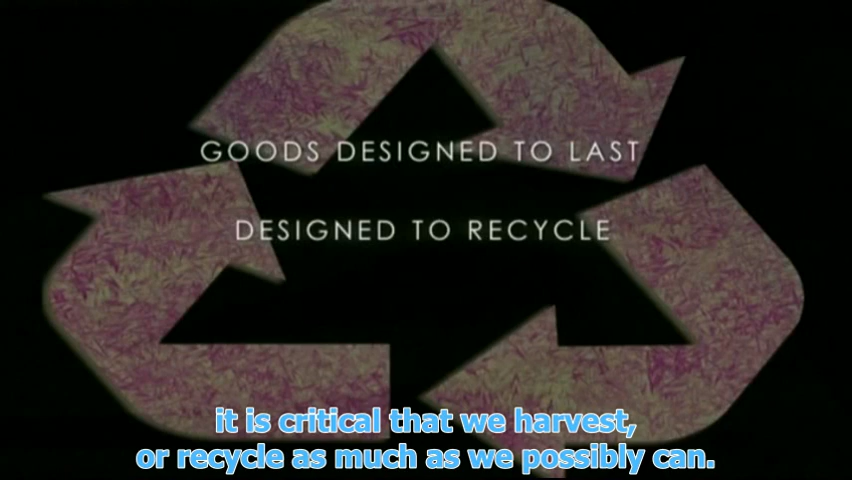 GOODS DESIGNED TO LAST
DESIGNED TO RECYCLE
it is critical that we harvest,
or recycle as much as we possibly can.